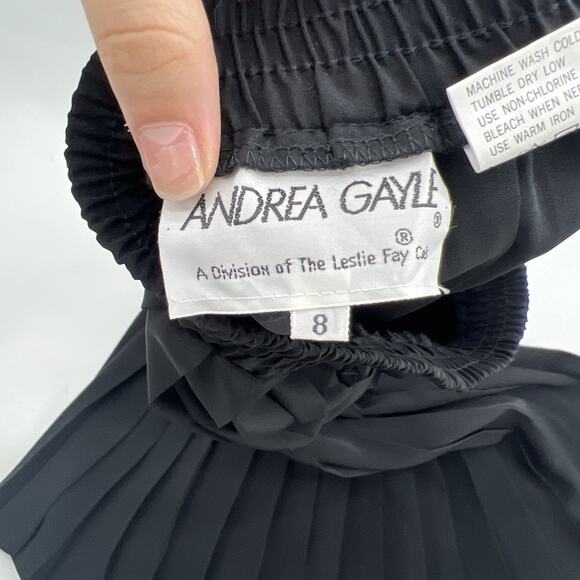 MACHINE WASH COLD
TUMBLE DRY LOW
USE NON-CHLORINE
BLEACH WHEN
USE WARM IRON
ANDREA GAYLE
®
®
A Division of The Leslie Fay
8